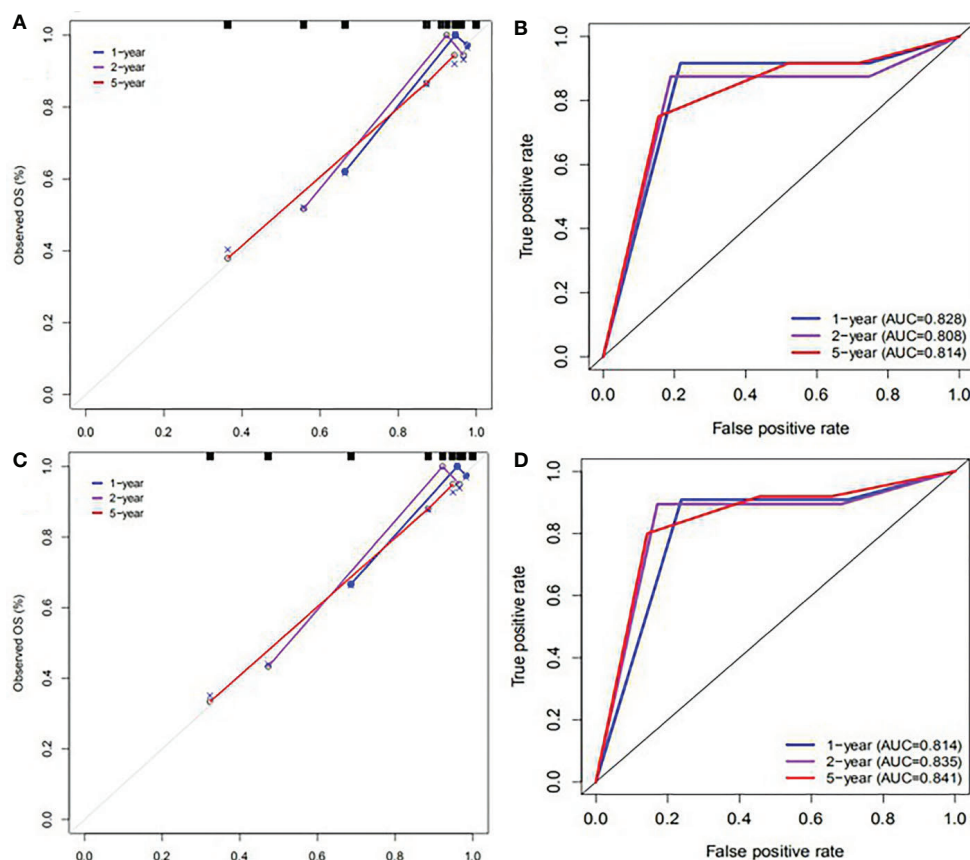 A
1-year
2-year
5-year
Observed OS (%)
1.0
0.8
0.6
0.4
0.2
0.0
0.0 0.2 0.4 0.6 0.8 1.0
B
True positive rate
1.0
0.8
0.6
0.4
0.2
0.0
1-year (AUC=0.828)
2-year (AUC=0.808)
5-year (AUC=0.814)
0.0 0.2 0.4 0.6 0.8 1.0
False positive rate
C
1-year
2-year
5-year
Observed OS (%)
1.0
0.8
0.6
0.4
0.2
0.0
0.0 0.2 0.4 0.6 0.8 1.0
D
True positive rate
1.0
0.8
0.6
0.4
0.2
0.0
1-year (AUC=0.814)
2-year (AUC=0.835)
5-year (AUC=0.841)
0.0 0.2 0.4 0.6 0.8 1.0
False positive rate